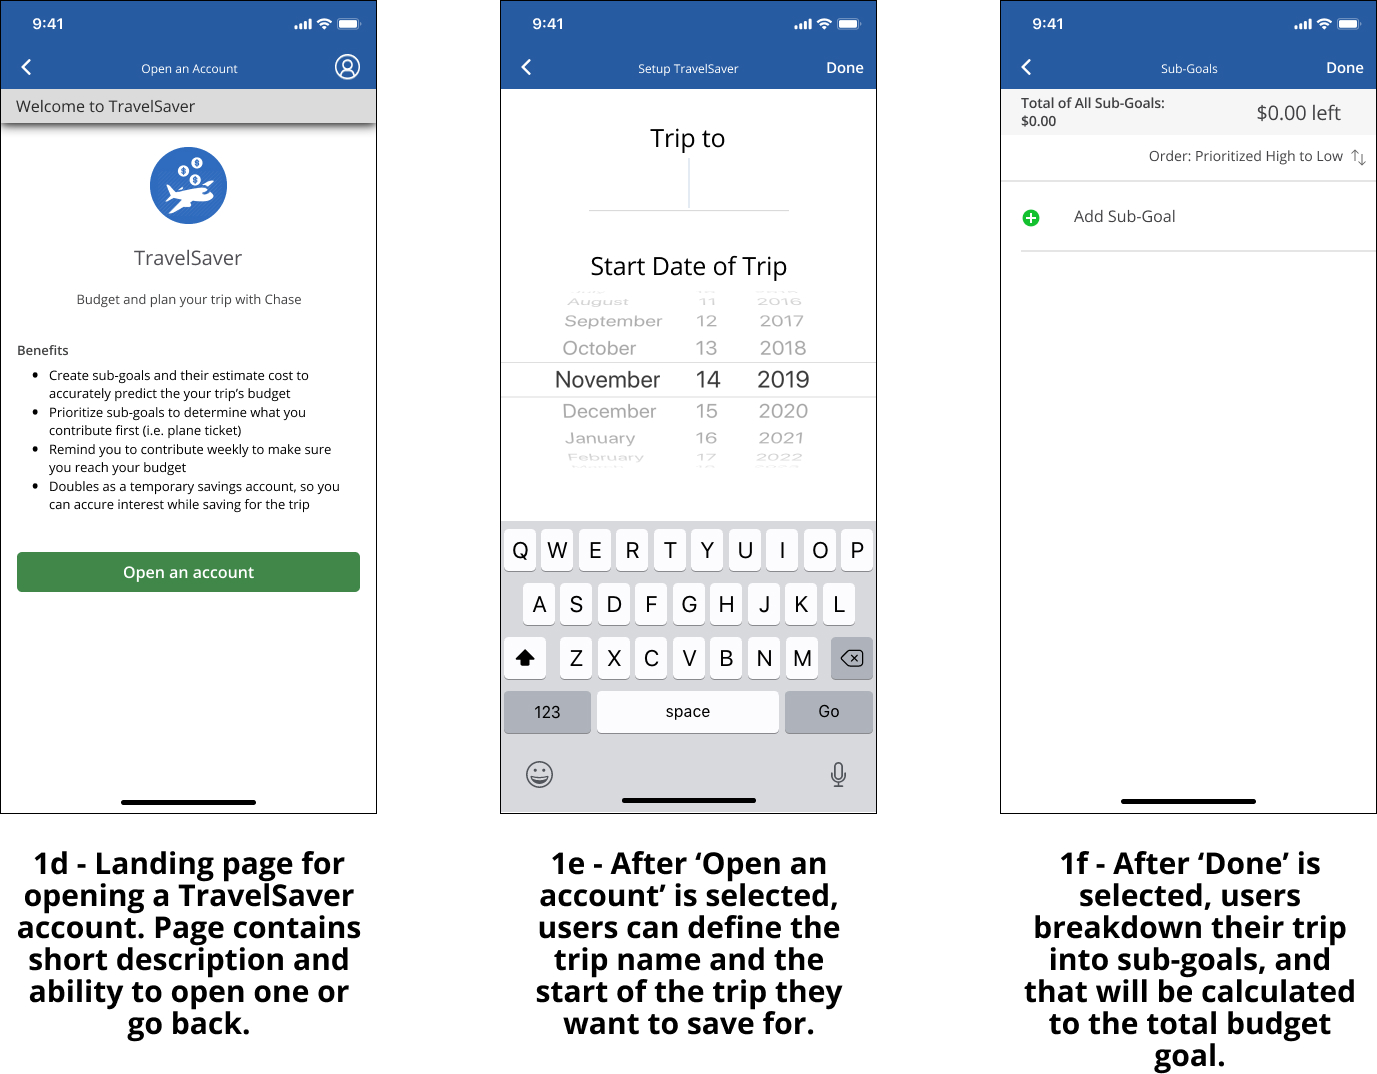 9:41
Open an Account
Welcome to TravelSaver
TravelSaver
Budget and plan your trip with Chase
Benefits
• Create sub-goals and their estimate cost to
accurately predict the your trip's budget
• Prioritize sub-goals to determine what you
contribute first (i.e. plane ticket)
• Remind you to contribute weekly to make sure
you reach your budget
• Doubles as a temporary savings account, so you
can accure interest while saving for the trip
Open an account
1d - Landing page for
opening a TravelSaver
account. Page contains
short description and
ability to open one or
go back.
9:41
Setup TravelSaver Done
Trip to
Start Date of Trip
August 11 2016
September 12 2017
October 13 2018
November 14 2019
December 15 2020
January 16 2021
February 17 2022
Q W E R T Y U I O P
A S D F G H J K L
Z X C V B N M
123 space Go
1e - After ‘Open an
account’ is selected,
users can define the
trip name and the
start of the trip they
want to save for.
9:41
Sub-Goals Done
Total of All Sub-Goals:
$0.00
$0.00 left
Order: Prioritized High to Low
Add Sub-Goal
1f - After ‘Done’ is
selected, users
breakdown their trip
into sub-goals, and
that will be calculated
to the total budget
goal.